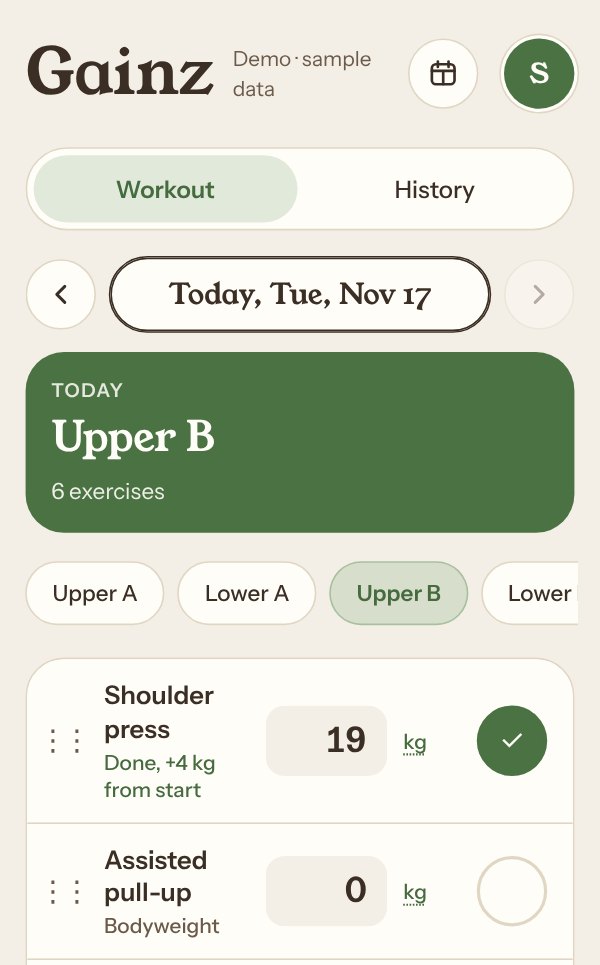 Gainz
Demo · sample
data
S
Workout
History
Today, Tue, Nov 17
TODAY
Upper B
6 exercises
Upper A
Lower A
Upper B
Lower
Shoulder
press
Done, +4 kg
from start
19
kg
Assisted
pull-up
Bodyweight
0
kg